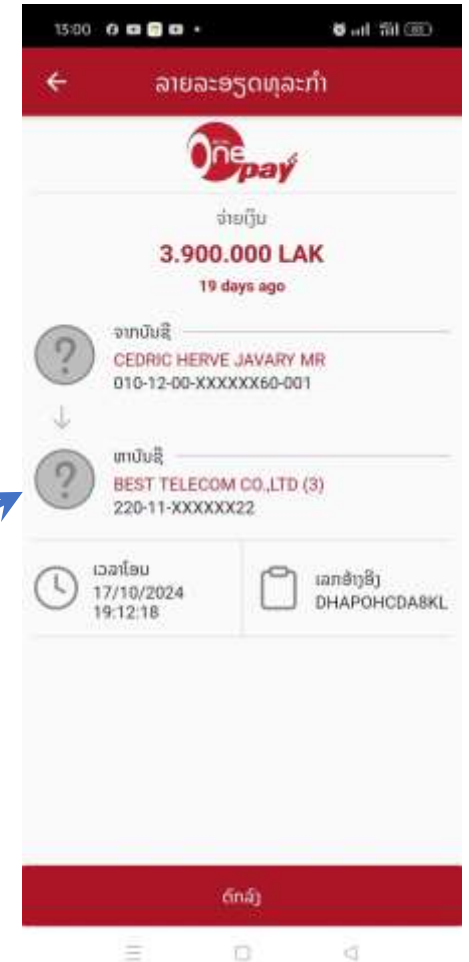 15:00
ລາຍລະອຽດທຸລະກຳ
One pay
ຈ່າຍເງິນ
3.900.000 LAK
19 days ago
ຈາກບັນຊີ
CEDRIC HERVE JAVARY MR
010-12-00-XXXXXX60-001
ຫາບັນຊີ
BEST TELECOM CO.,LTD (3)
220-11-XXXXXX22
ເວລາໂອນ
17/10/2024
19:12:18
ເລກອ້າງອີງ
DHAPOHCDA8KL
ຕົກລົງ